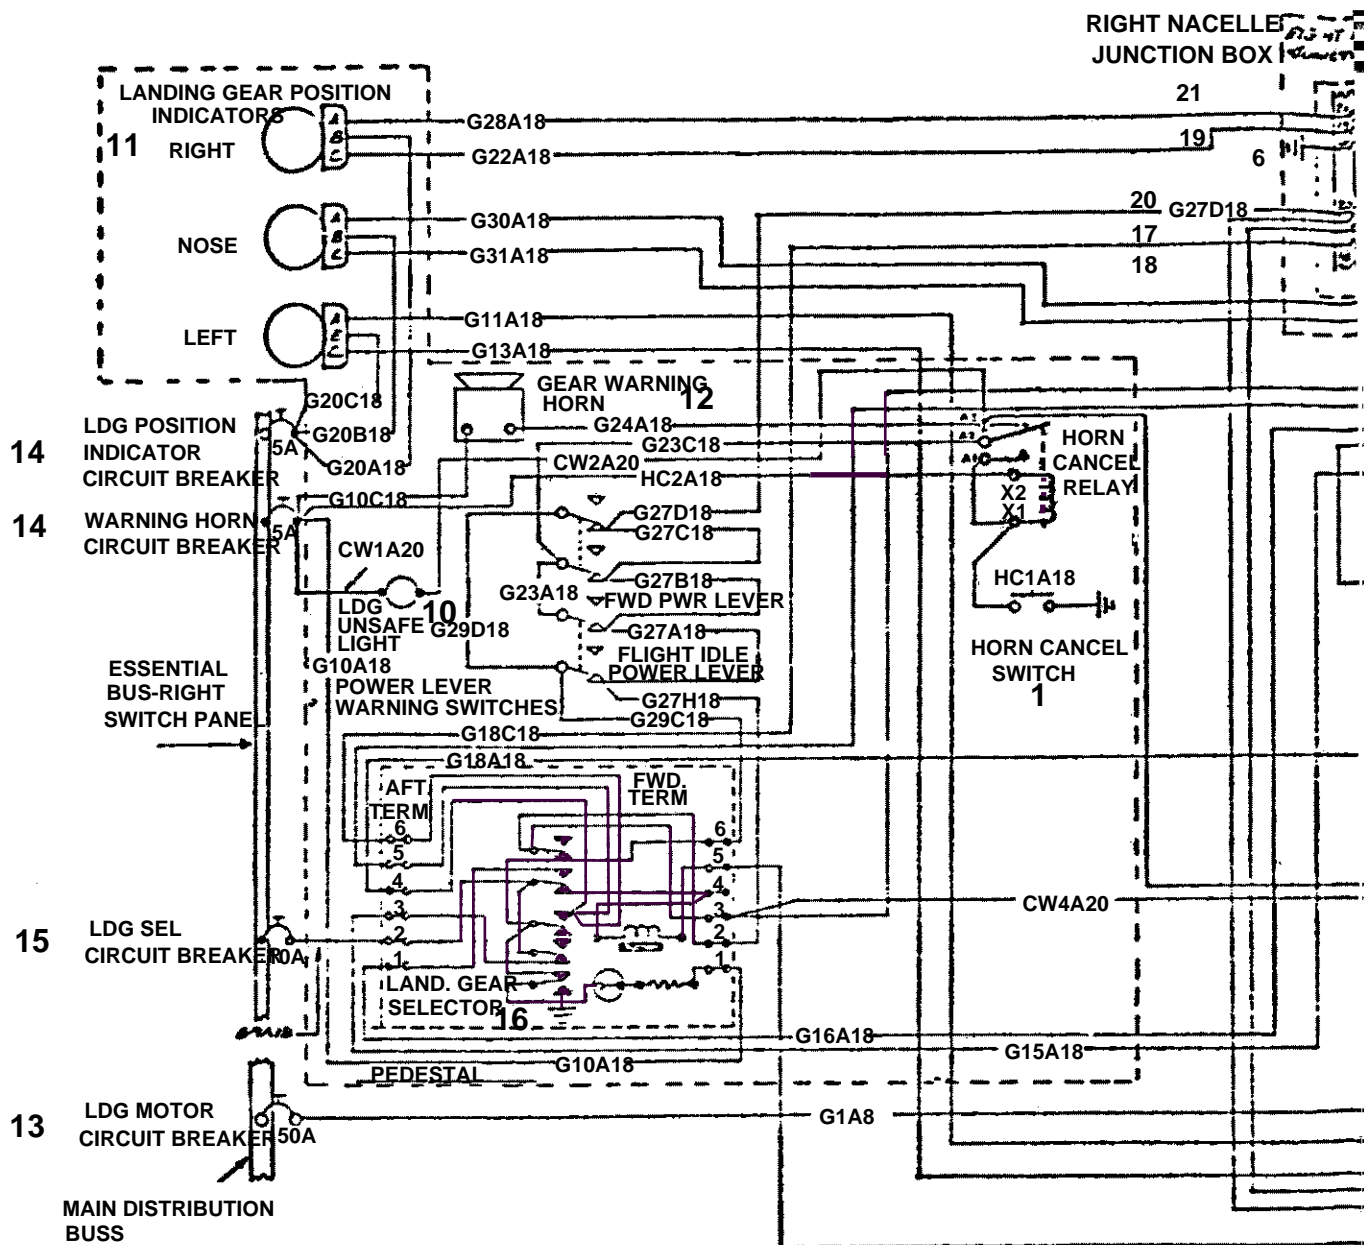 RIGHT NACELLE
JUNCTION BOX
LANDING GEAR POSITION
INDICATORS
11
RIGHT
A
B
C
G28A18
G22A18
21
19
6
NOSE
A
B
C
G30A18
G31A18
20
G27D18
17
18
LEFT
A
C
G11A18
G13A18
G20C18
G20B18
G20A18
14
LDG POSITION
INDICATOR
CIRCUIT BREAKER
5A
GEAR WARNING
HORN
12
G24A18
G23C18
CW2A20
HC2A18
HORN
CANCEL
RELAY
X2
X1
G10C18
14
WARNING HORN
CIRCUIT BREAKER
5A
CW1A20
LDG
UNSAFE
LIGHT
10
G29D18
G27D18
G27C18
G27B18
G23A18
FWD PWR LEVER
G27A18
FLIGHT IDLE
POWER LEVER
G27H18
G29C18
HC1A18
HORN CANCEL
SWITCH
1
G10A18
POWER LEVER
WARNING SWITCHES
ESSENTIAL
BUS-RIGHT
SWITCH PANEL
G18C18
G18A18
AFT.
TERM
6
5
4
3
2
1
FWD.
TERM
6
5
4
3
2
1
CW4A20
15
LDG SEL
CIRCUIT BREAKER
10A
LAND. GEAR
SELECTOR
16
G16A18
G15A18
G10A18
PEDESTAL
13
LDG MOTOR
CIRCUIT BREAKER
50A
G1A8
MAIN DISTRIBUTION
BUSS